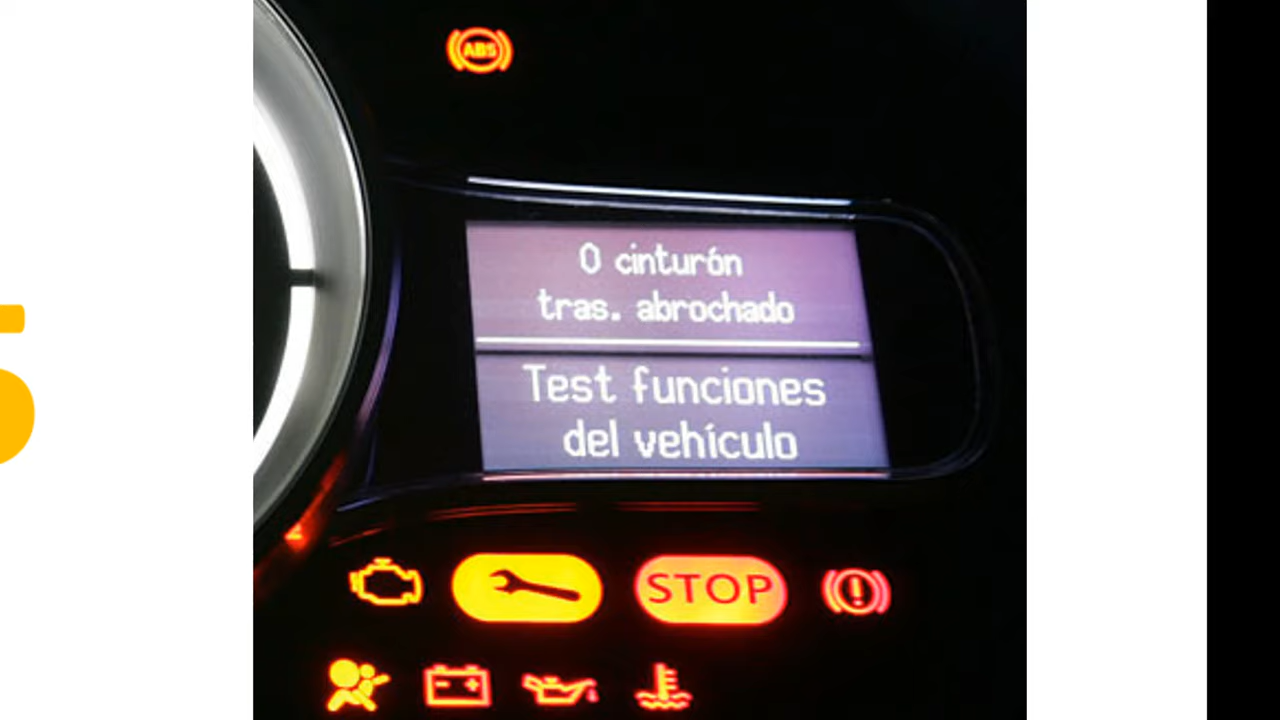 ABS
0 cinturón
tras. abrochado
Test funciones
del vehículo
STOP